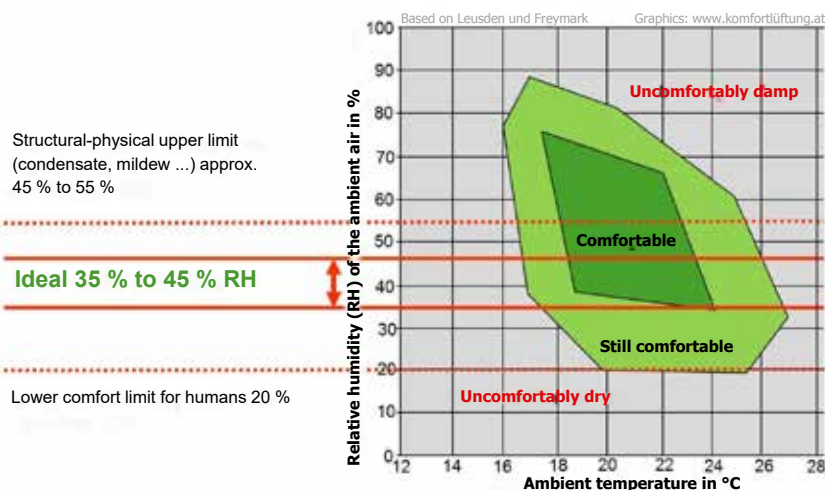 Based on Leusden und Freymark
Graphics: www.komfortlüftung.at
Structural-physical upper limit
(condensate, mildew ...) approx.
45 % to 55 %
Ideal 35 % to 45 % RH
Lower comfort limit for humans 20 %
Relative humidity (RH) of the ambient air in %
100
90
80
70
60
50
40
30
20
10
0
Uncomfortably damp
Comfortable
Still comfortable
Uncomfortably dry
12 14 16 18 20 22 24 26 28
Ambient temperature in °C